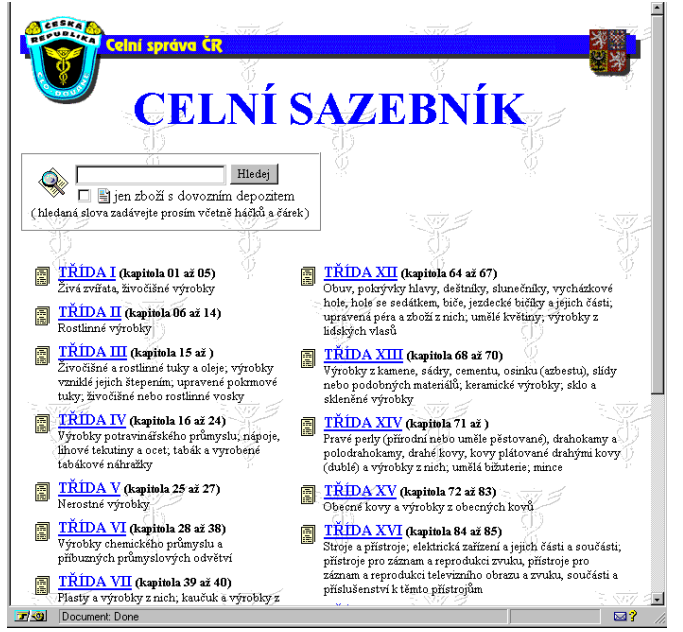 ČESKÁ
REPUBLIKA
Celní správa ČR
CLO DOUANE
CELNÍ SAZEBNÍK
Hledej
jen zboží s dovozním depozitem
( hledaná slova zadávejte prosím včetně háčků a čárek )
TŘÍDA I (kapitola 01 až 05)
Živá zvířata, živočišné výrobky
TŘÍDA II (kapitola 06 až 14)
Rostlinné výrobky
TŘÍDA III (kapitola 15 až )
Živočišné a rostlinné tuky a oleje; výrobky
vzniklé jejich štepením; upravené pokrmové
tuky; živočišné nebo rostlinné vosky
TŘÍDA IV (kapitola 16 až 24)
Výrobky potravinářského průmyslu; nápoje,
lihové tekutiny a ocet; tabák a vyrobené
tabákové náhražky
TŘÍDA V (kapitola 25 až 27)
Nerostné výrobky
TŘÍDA VI (kapitola 28 až 38)
Výrobky chemického průmyslu a
příbuzných průmyslových odvětví
TŘÍDA VII (kapitola 39 až 40)
Plasty a výrobky z nich; kaučuk a výrobky z
TŘÍDA XII (kapitola 64 až 67)
Obuv, pokrývky hlavy, deštníky, slunečníky, vycházkové
hole, hole se sedátkem, biče, jezdecké bičíky a jejich části;
upravená péra a zboží z nich; umělé květiny; výrobky z
lidských vlasů
TŘÍDA XIII (kapitola 68 až 70)
Výrobky z kamene, sádry, cementu, osinku (azbestu), slídy
nebo podobných materiálů; keramické výrobky; sklo a
skleněné výrobky
TŘÍDA XIV (kapitola 71 až )
Pravé perly (přírodní nebo uměle pěstované), drahokamy a
polodrahokamy, drahé kovy, kovy plátované drahými kovy
(dublé) a výrobky z nich; umělá bižuterie; mince
TŘÍDA XV (kapitola 72 až 83)
Obecné kovy a výrobky z obecných kovů
TŘÍDA XVI (kapitola 84 až 85)
Stroje a přístroje; elektrická zařízení a jejich části a součásti;
přístroje pro záznam a reprodukci zvuku, přístroje pro
záznam a reprodukci televizního obrazu a zvuku, součásti a
příslušenství k těmto přístrojům
Document: Done